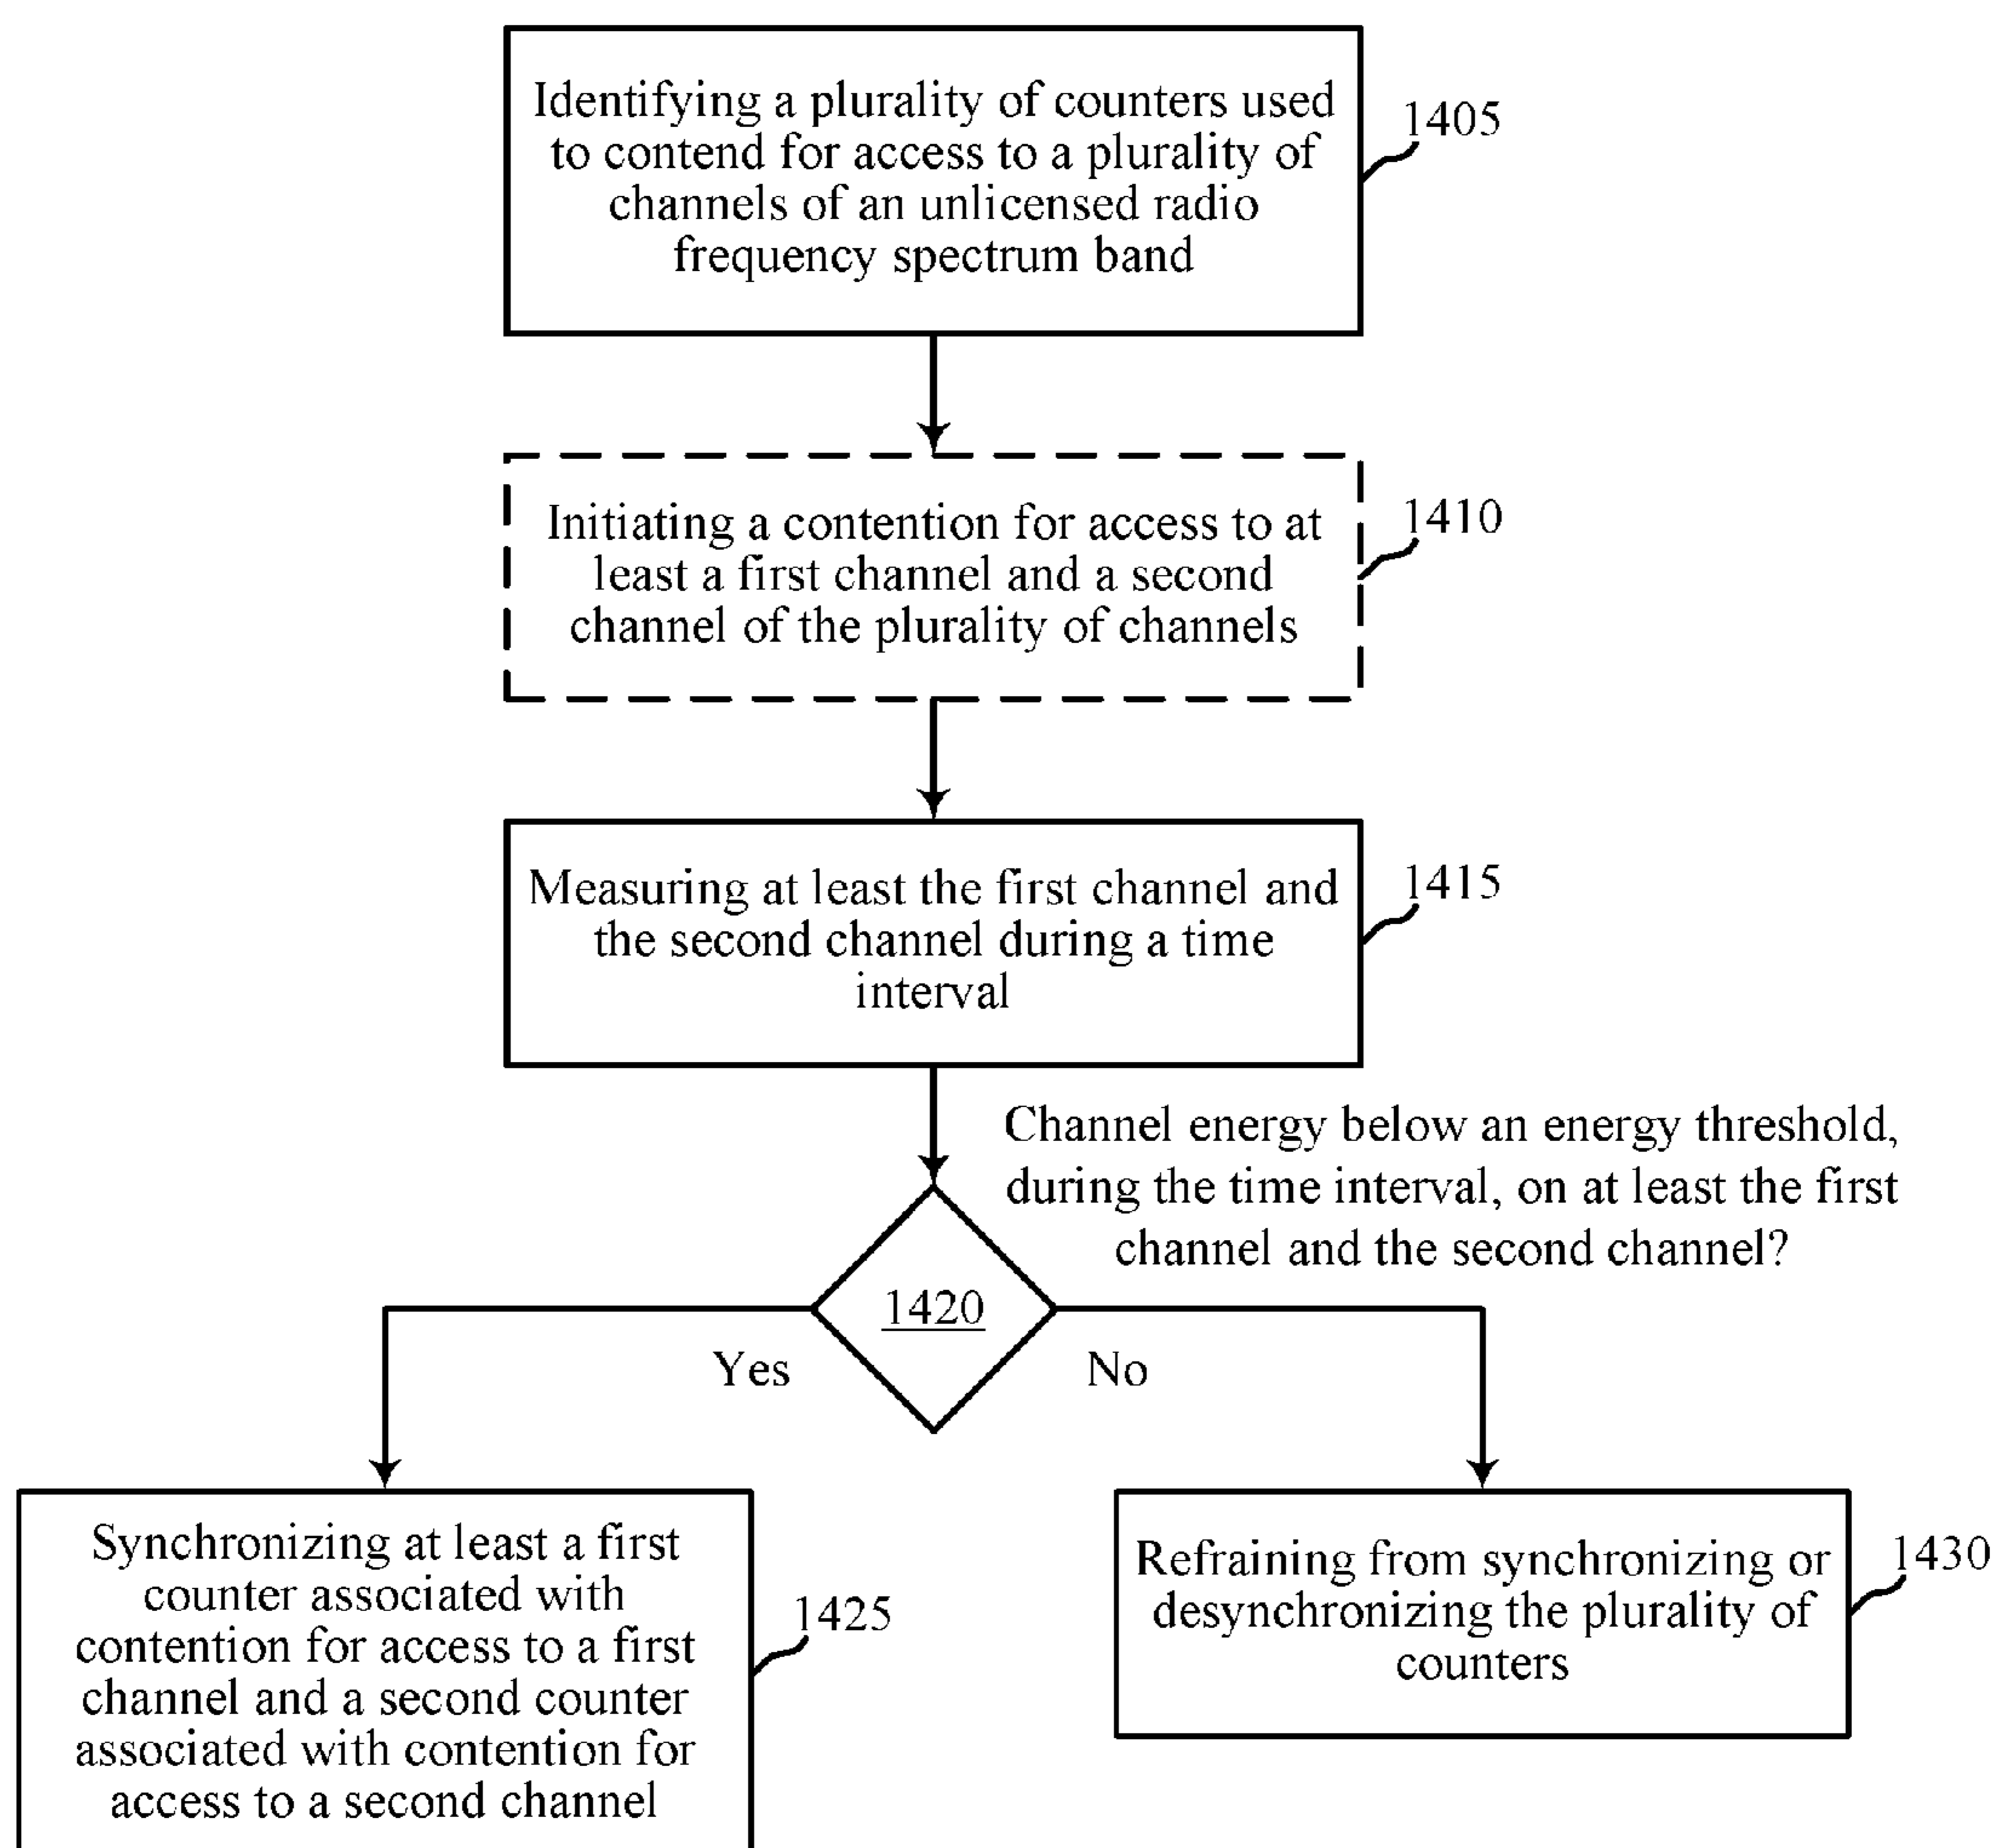 Identifying a plurality of counters used
to contend for access to a plurality of
channels of an unlicensed radio
frequency spectrum band
1405
Initiating a contention for access to at
least a first channel and a second
channel of the plurality of channels
1410
Measuring at least the first channel and
the second channel during a time
interval
1415
Channel energy below an energy threshold,
during the time interval, on at least the first
channel and the second channel?
1420
Yes
No
Synchronizing at least a first
counter associated with
contention for access to a first
channel and a second counter
associated with contention for
access to a second channel
1425
Refraining from synchronizing or
desynchronizing the plurality of
counters
1430